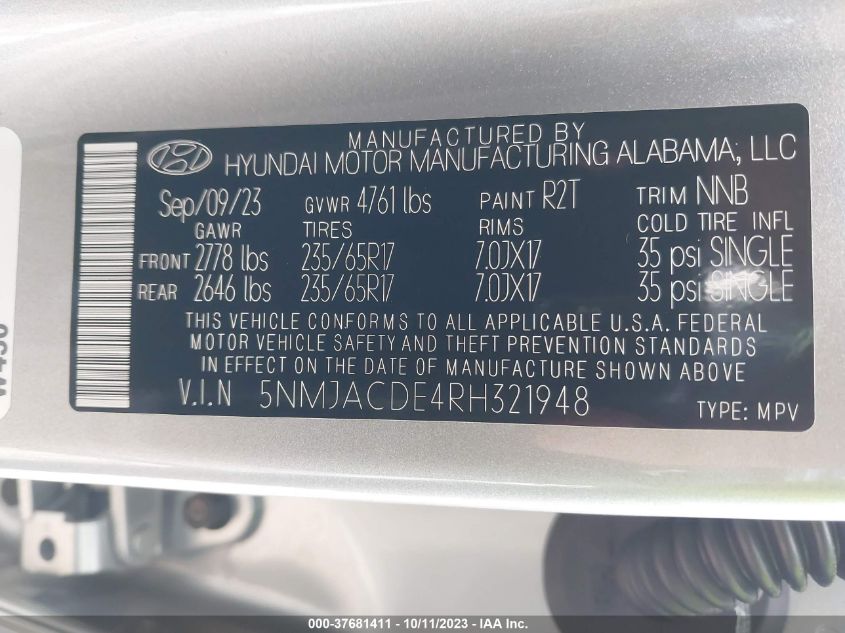 MANUFACTURED BY
HYUNDAI MOTOR MANUFACTURING ALABAMA, LLC
Sep/09/23 GVWR 4761 lbs PAINT R2T TRIM NNB
GAWR TIRES RIMS COLD TIRE INFL
FRONT 2778 lbs 235/65R17 7.0JX17 35 psi SINGLE
REAR 2646 lbs 235/65R17 7.0JX17 35 psi SINGLE
THIS VEHICLE CONFORMS TO ALL APPLICABLE U.S.A. FEDERAL
MOTOR VEHICLE SAFETY AND THEFT PREVENTION STANDARDS
IN EFFECT ON THE DATE OF MANUFACTURE SHOWN ABOVE
V.I.N 5NMJACDE4RH321948 TYPE: MPV
000-37681411 - 10/11/2023 - IAA Inc.